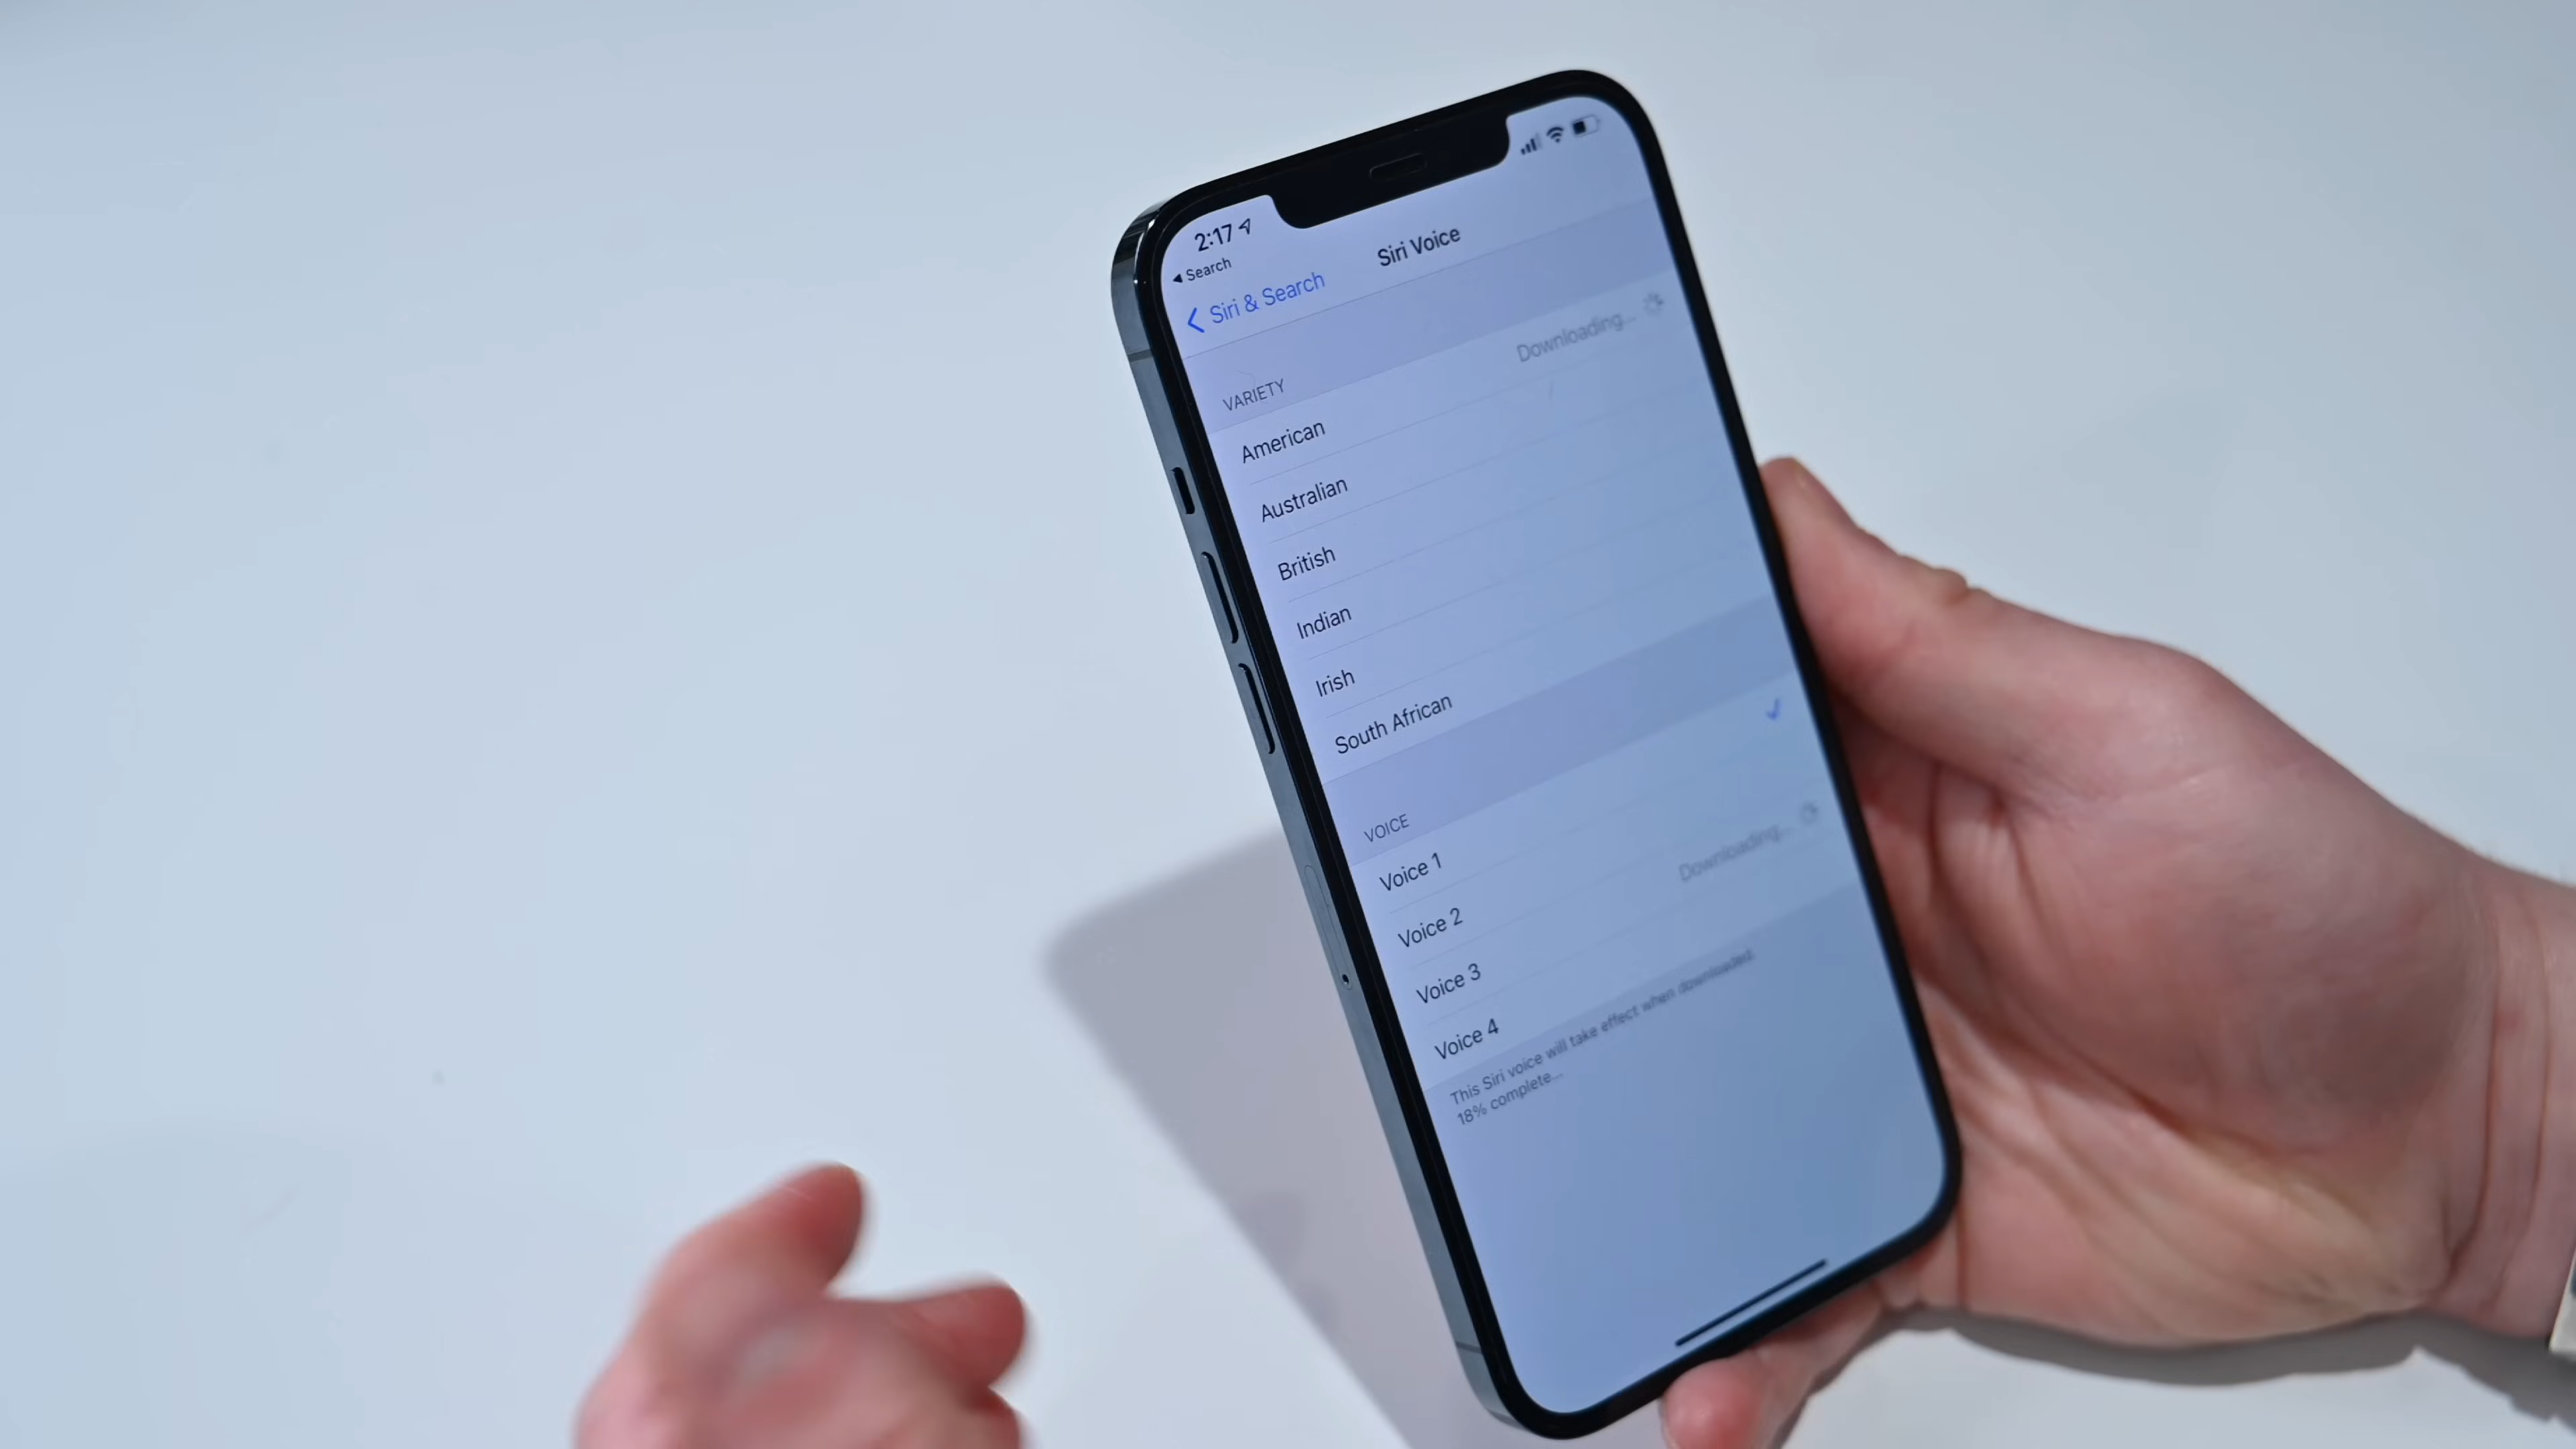 2:17
Search
Siri & Search
Siri Voice
VARIETY
American Downloading...
Australian
British
Indian
Irish
South African
VOICE
Voice 1
Voice 2
Voice 3 Downloading...
Voice 4
This Siri voice will take effect when downloaded.
18% complete...